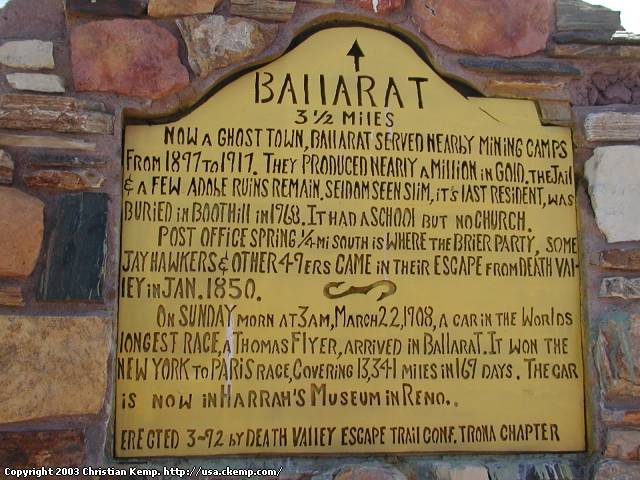 BALLARAT
3 ½ MILES
NOW A GHOST TOWN, BALLARAT SERVED NEARLY MINING CAMPS
FROM 1897 TO 1917. THEY PRODUCED NEARLY A MILLION IN GOLD. THE JAIL
& A FEW ADOBE RUINS REMAIN. SELDOM SEEN SLIM, IT'S LAST RESIDENT, WAS
BURIED IN BOOTHILL IN 1968. IT HAD A SCHOOL BUT NO CHURCH.
POST OFFICE SPRING ¼-MI SOUTH IS WHERE THE BRIER PARTY, SOME
JAYHAWKERS & OTHER 49ERS CAME IN THEIR ESCAPE FROM DEATH VAL-
LEY IN JAN. 1850.
ON SUNDAY MORN AT 3AM, MARCH 22, 1908, A CAR IN THE WORLDS
LONGEST RACE, A THOMAS FLYER, ARRIVED IN BALLARAT. IT WON THE
NEW YORK TO PARIS RACE, COVERING 13,341 MILES IN 169 DAYS. THE CAR
IS NOW IN HARRAH'S MUSEUM IN RENO..
ERECTED 3-92 BY DEATH VALLEY ESCAPE TRAIL CONF. TRONA CHAPTER
Copyright 2003 Christian Kemp. http://usa.ckemp.com/